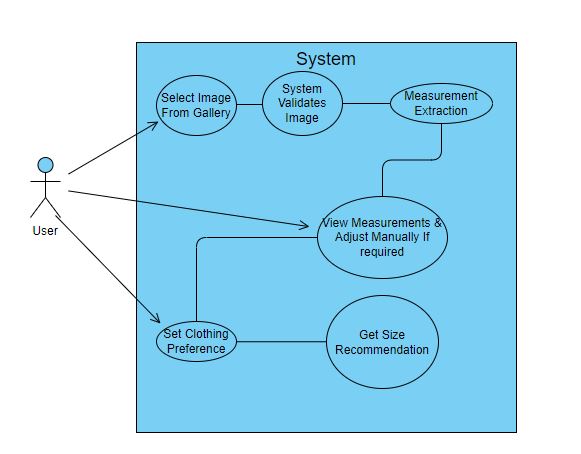 System
Select Image
From Gallery
System
Validates
Image
Measurement
Extraction
User
View Measurements &
Adjust Manually If
required
Set Clothing
Preference
Get Size
Recommendation